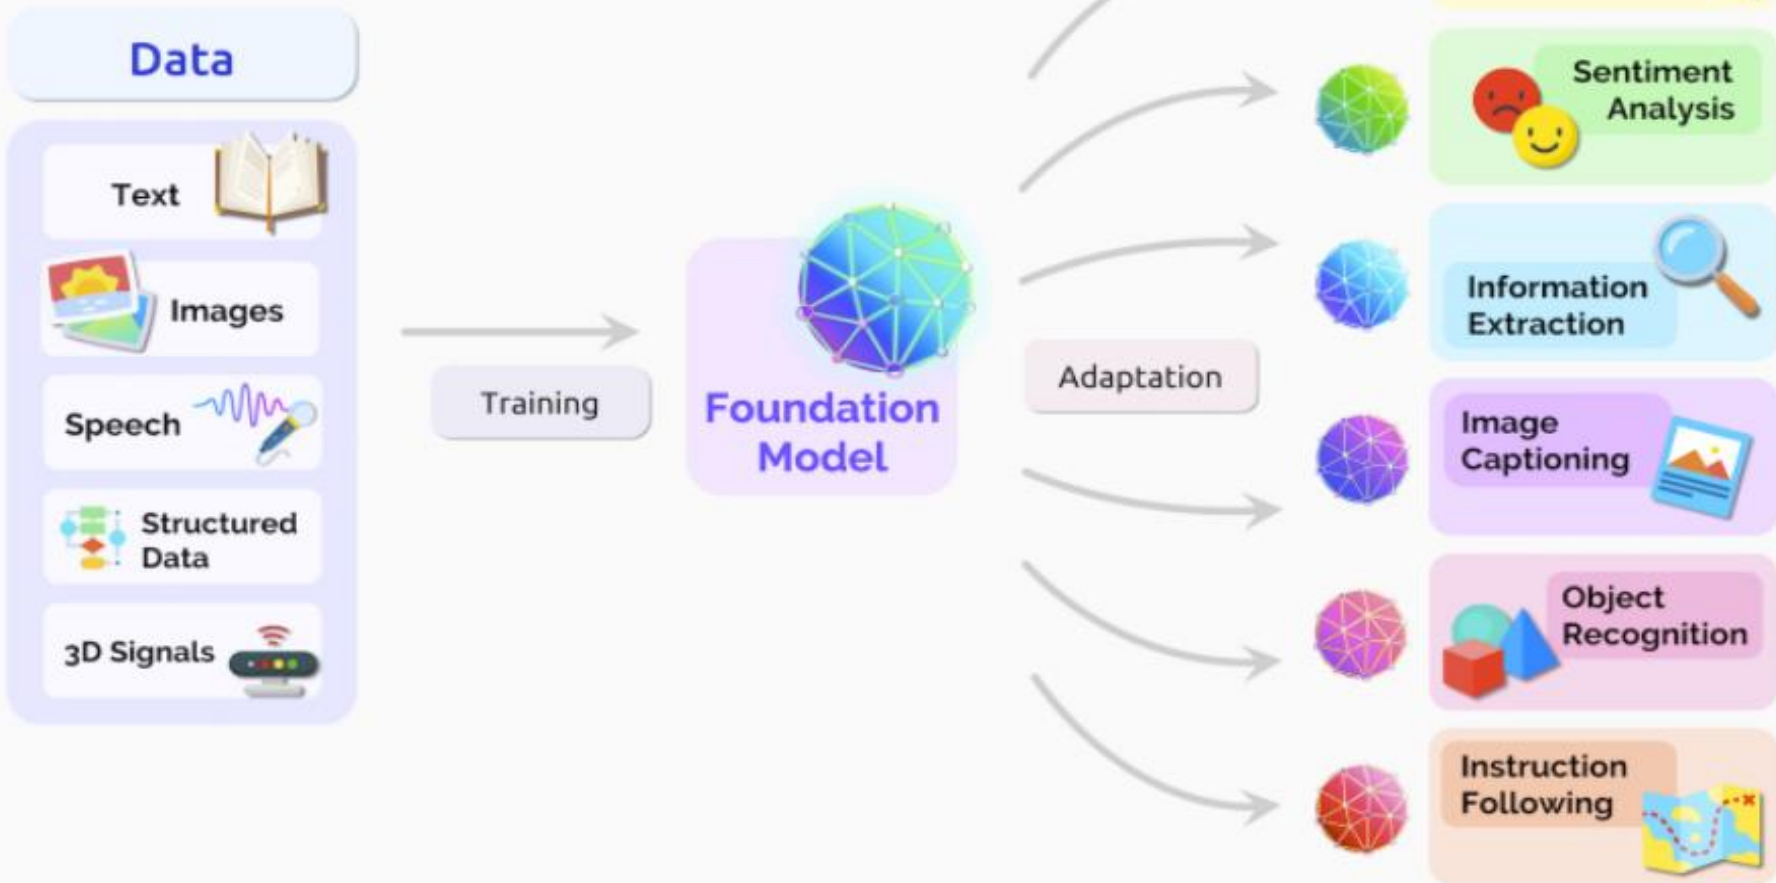 Data
Text
Images
Speech
Structured
Data
3D Signals
Training
Foundation
Model
Adaptation
Sentiment
Analysis
Information
Extraction
Image
Captioning
Object
Recognition
Instruction
Following